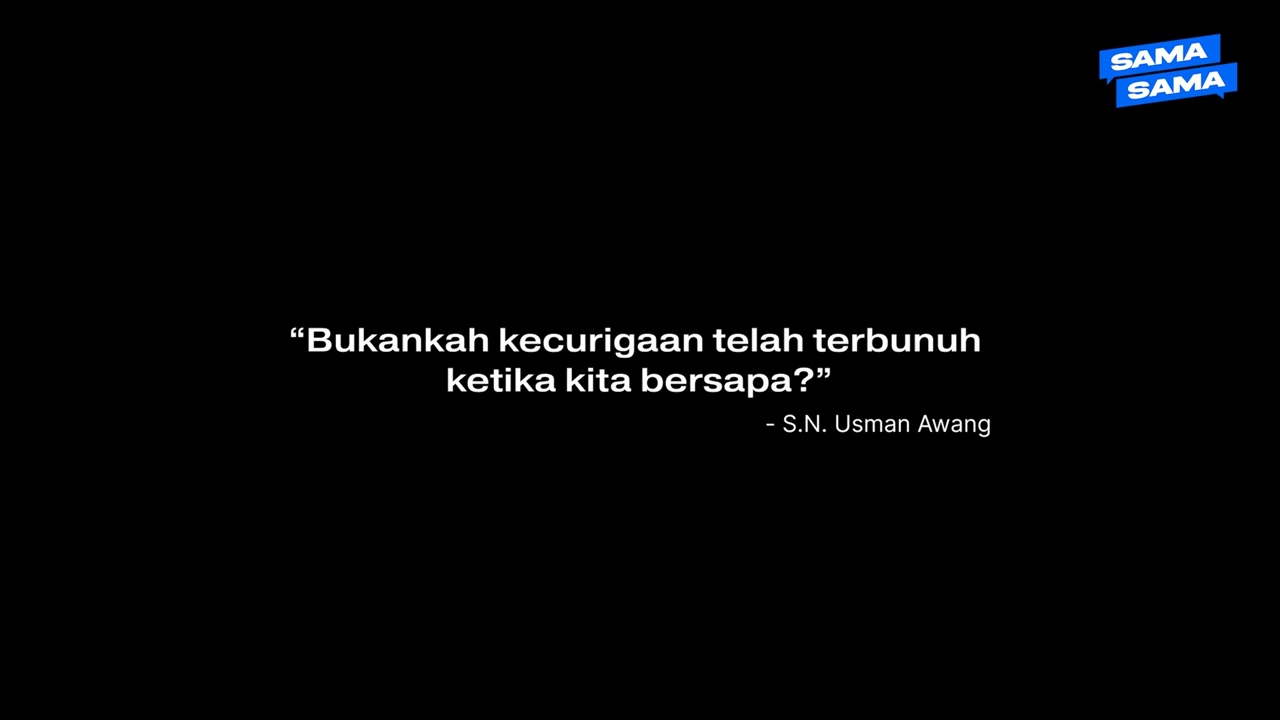 SAMA
SAMA
“Bukankah kecurigaan telah terbunuh
ketika kita bersapa?”
- S.N. Usman Awang